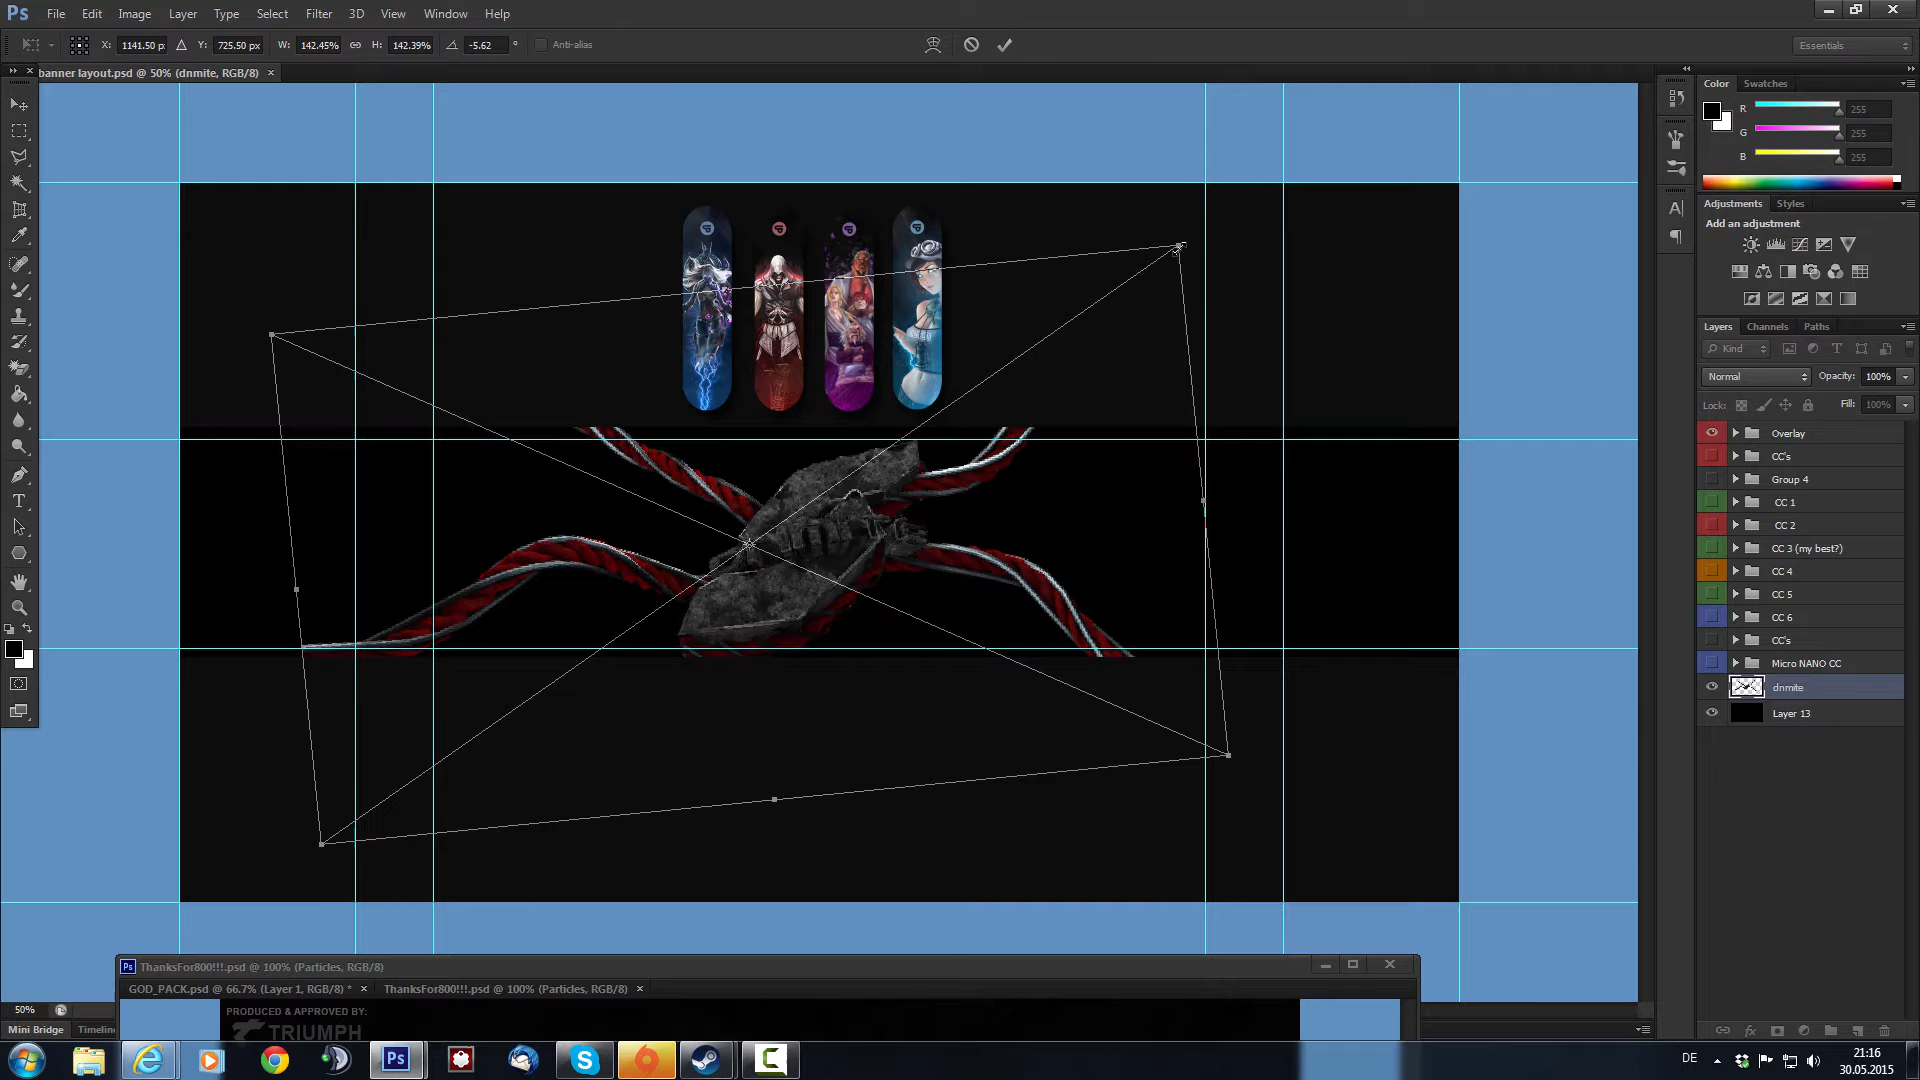 Ps File Edit Image Layer Type Select Filter 3D View Window Help
X: 1141.50 p Y: 725.50 px W: 142.45% H: 142.39% -5.62 ° Anti-alias Essentials
banner layout.psd @ 50% (dnmite, RGB/8) ×
Color Swatches
R 255
G 255
B 255
Adjustments Styles
Add an adjustment
Layers Channels Paths
Kind
Normal Opacity: 100%
Lock: Fill: 100%
Overlay
CC's
Group 4
CC 1
CC 2
CC 3 (my best?)
CC 4
CC 5
CC 6
CC's
Micro NANO CC
dnmite
Layer 13
Ps ThanksFor800!!!.psd @ 100% (Particles, RGB/8)
GOD_PACK.psd @ 66.7% (Layer 1, RGB/8) * × ThanksFor800!!!.psd @ 100% (Particles, RGB/8) ×
50%
PRODUCED & APPROVED BY:
TRIUMPH
Mini Bridge Timeline
Ps
DE
21:16
30.05.2015